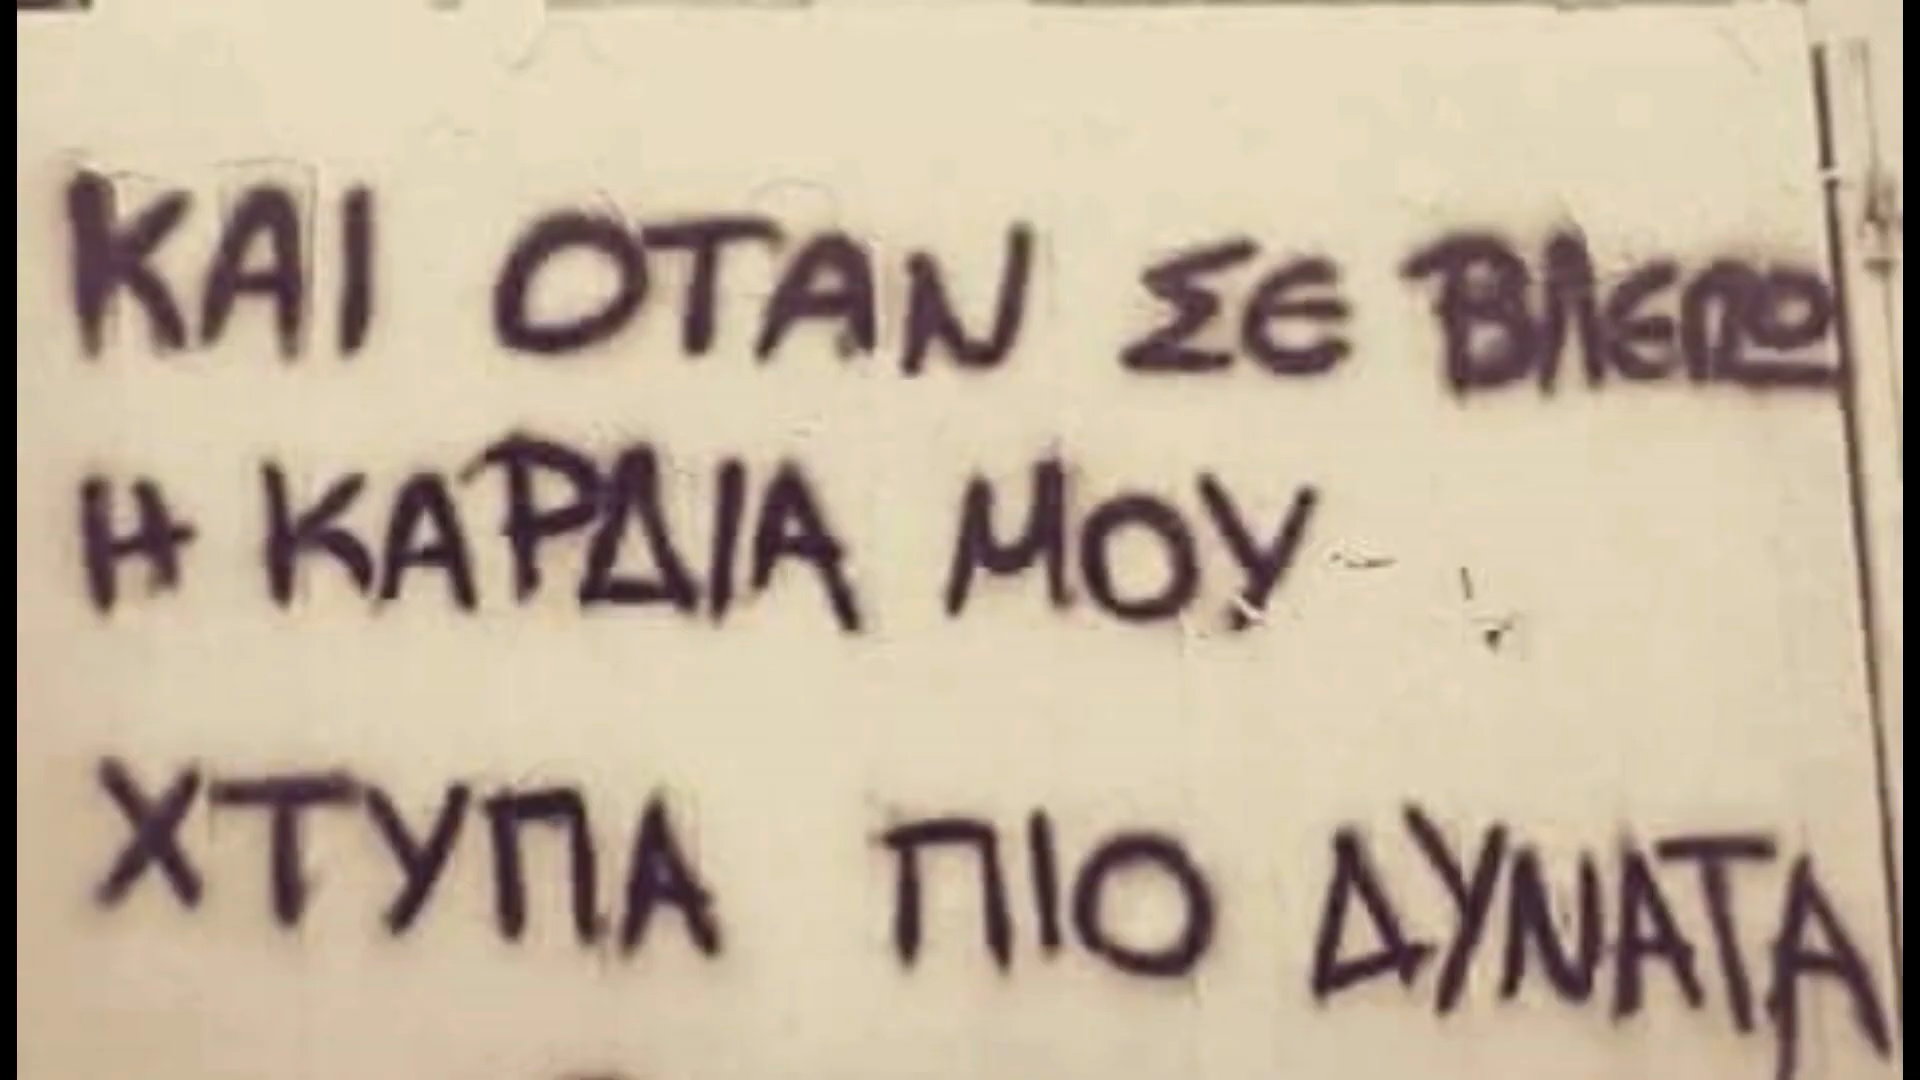 ΚΑΙ ΟΤΑΝ ΣΕ ΒΛΕΠΩ
Η ΚΑΡΔΙΑ ΜΟΥ
ΧΤΥΠΑ ΠΙΟ ΔΥΝΑΤΑ